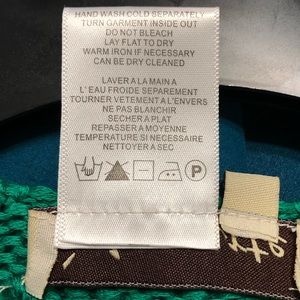 HAND WASH COLD SEPARATELY
TURN GARMENT INSIDE OUT
DO NOT BLEACH
LAY FLAT TO DRY
WARM IRON IF NECESSARY
CAN BE DRY CLEANED
LAVER A LA MAIN A
L'EAU FROIDE SEPAREMENT
TOURNER VETEMENT A L'ENVERS
NE PAS BLANCHIR
SECHER A PLAT
REPASSER A MOYENNE
TEMPERATURE SI NECESSAIRE
NETTOYER A SEC
P